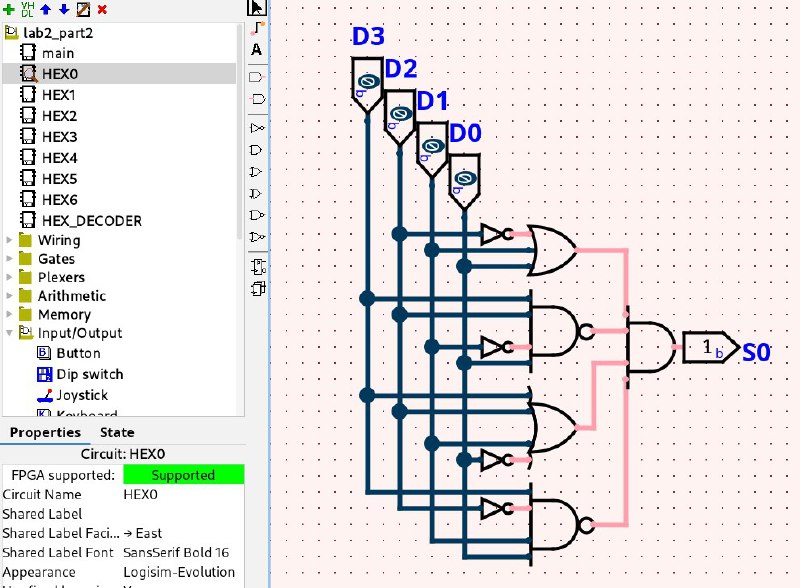 VH
DL
lab2_part2
main
HEX0
HEX1
HEX2
HEX3
HEX4
HEX5
HEX6
HEX_DECODER
Wiring
Gates
Plexers
Arithmetic
Memory
Input/Output
Button
Dip switch
Joystick
Keyboard
Properties State
Circuit: HEX0
FPGA supported: Supported
Circuit Name HEX0
Shared Label
Shared Label Faci... → East
Shared Label Font SansSerif Bold 16
Appearance Logisim-Evolution
A
D3
0
b
D2
0
b
D1
0
b
D0
0
b
1 b
S0